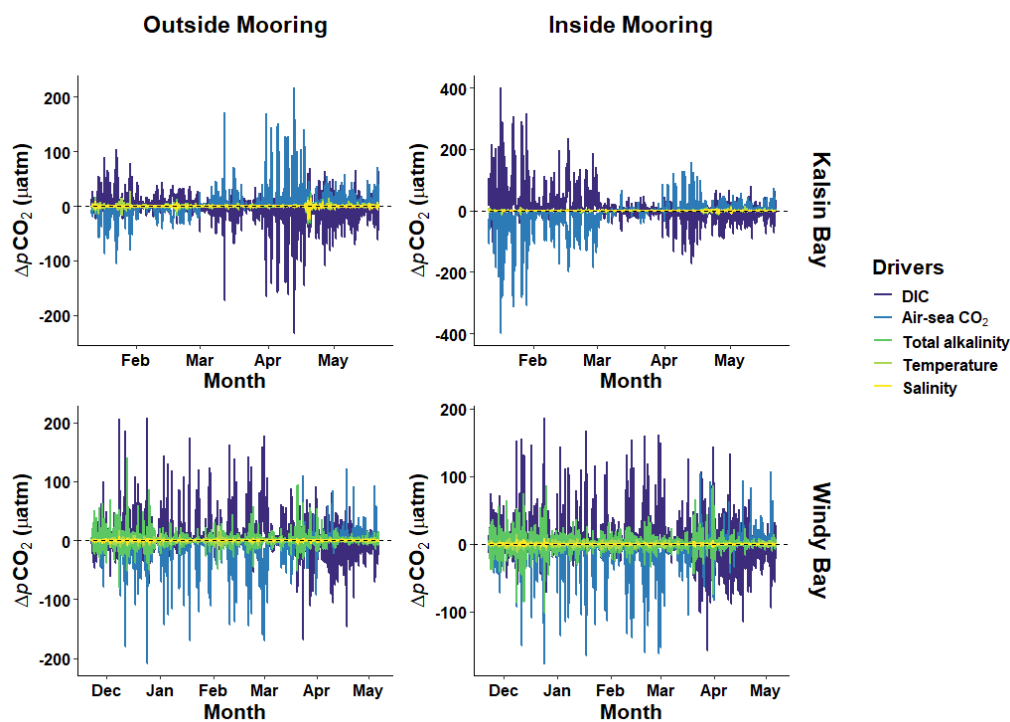 Outside Mooring
Inside Mooring
200
100
0
-100
-200
ΔpCO₂ (µatm)
Feb Mar Apr May
Month
400
200
0
-200
-400
ΔpCO₂ (µatm)
Feb Mar Apr May
Month
Kalsin Bay
200
100
0
-100
-200
ΔpCO₂ (µatm)
Dec Jan Feb Mar Apr May
Month
200
100
0
-100
ΔpCO₂ (µatm)
Dec Jan Feb Mar Apr May
Month
Windy Bay
Drivers
DIC
Air-sea CO₂
Total alkalinity
Temperature
Salinity